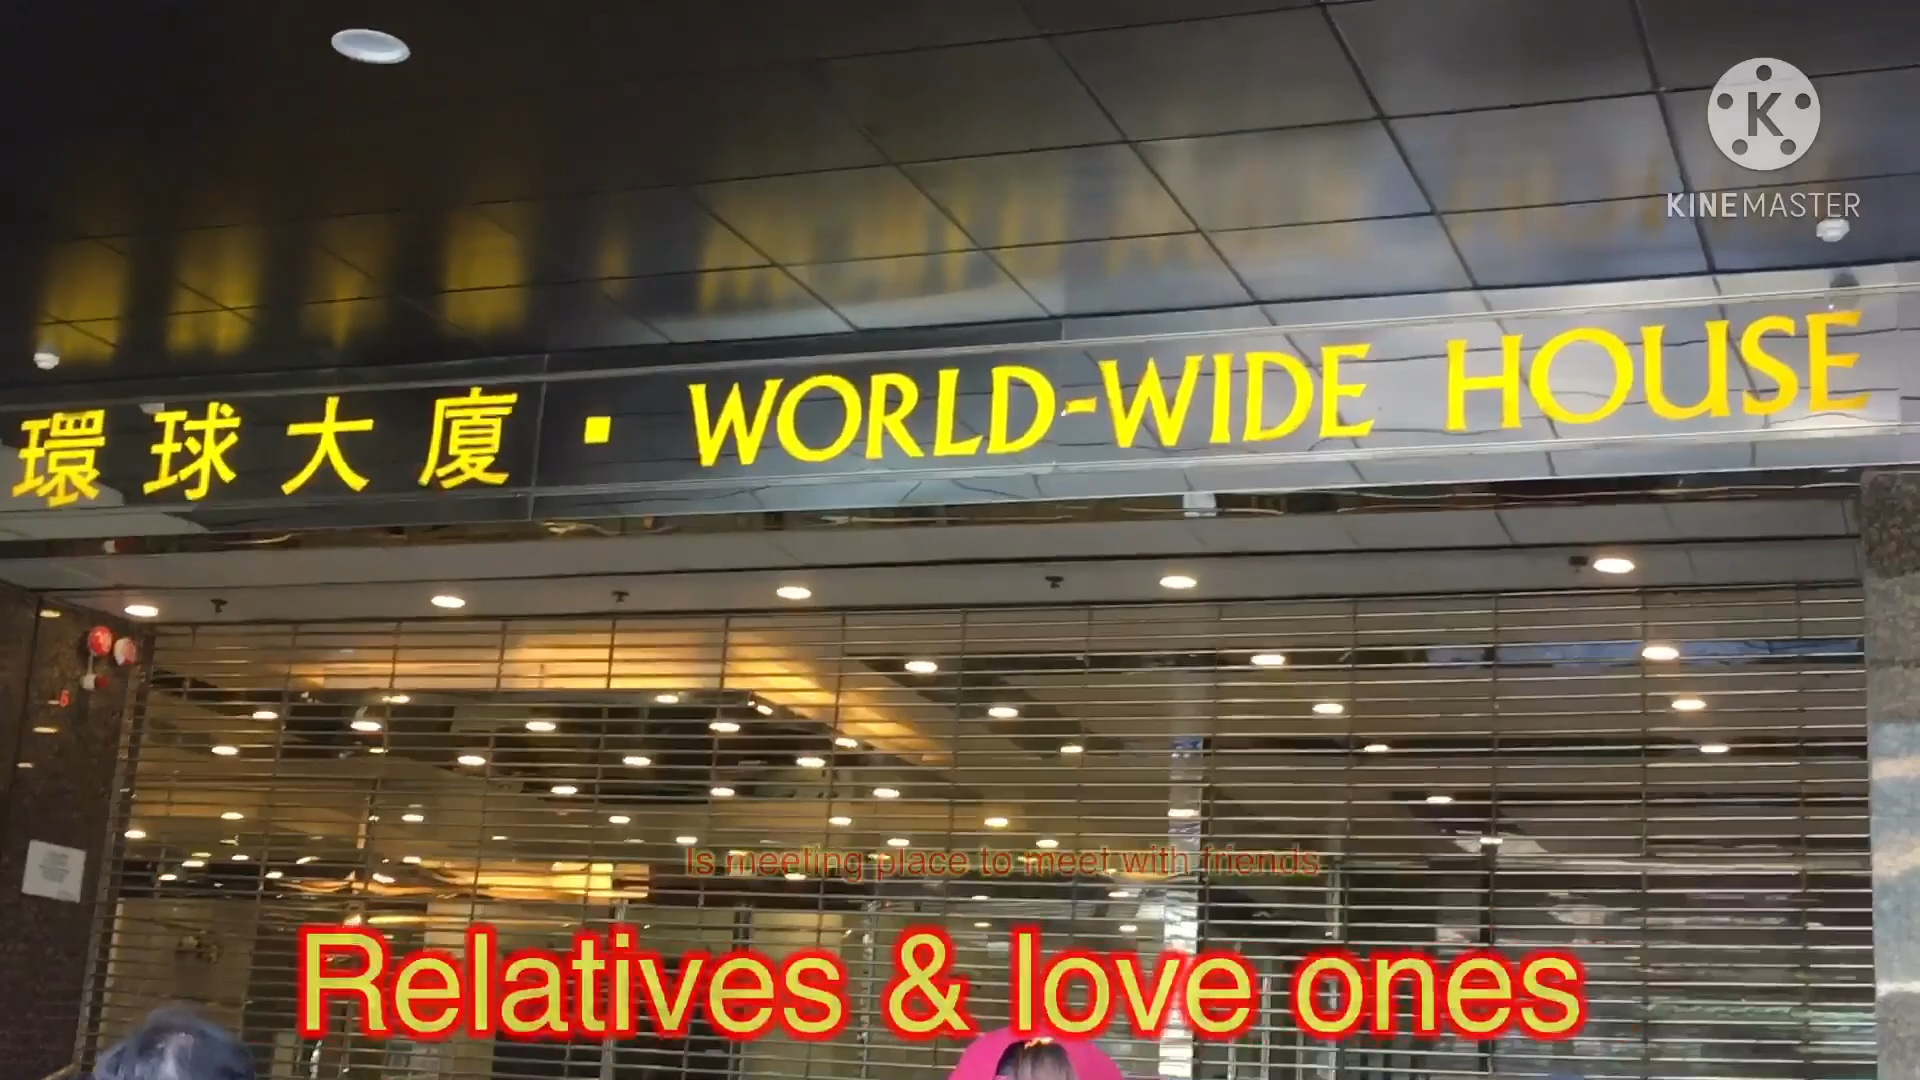 K
KINEMASTER
環球大廈 ▪ WORLD-WIDE HOUSE
Is meeting place to meet with friends
Relatives & love ones